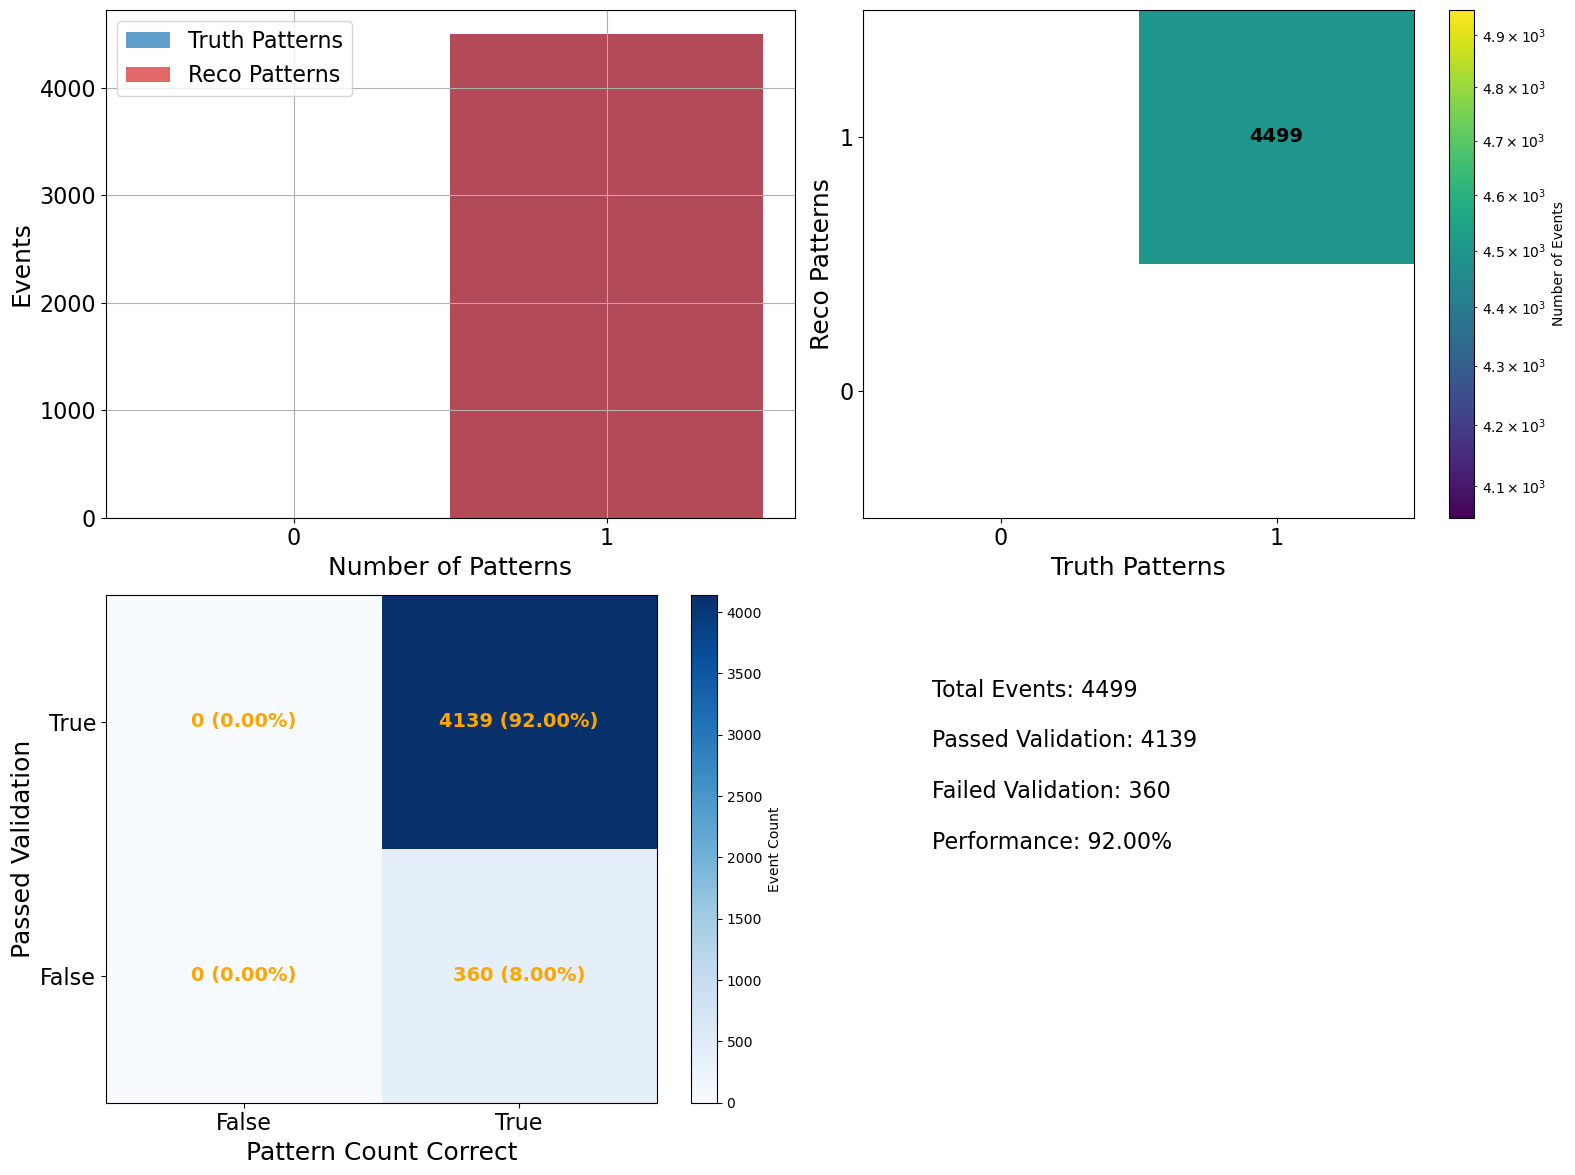 Truth Patterns
Reco Patterns
4000
3000
2000
1000
0
Events
0 1
Number of Patterns
4499
1
0
Reco Patterns
0 1
Truth Patterns
4.9 × 10³
4.8 × 10³
4.7 × 10³
4.6 × 10³
4.5 × 10³
4.4 × 10³
4.3 × 10³
4.2 × 10³
4.1 × 10³
Number of Events
True
False
Passed Validation
0 (0.00%) 4139 (92.00%)
0 (0.00%) 360 (8.00%)
False True
Pattern Count Correct
4000
3500
3000
2500
2000
1500
1000
500
0
Event Count
Total Events: 4499
Passed Validation: 4139
Failed Validation: 360
Performance: 92.00%